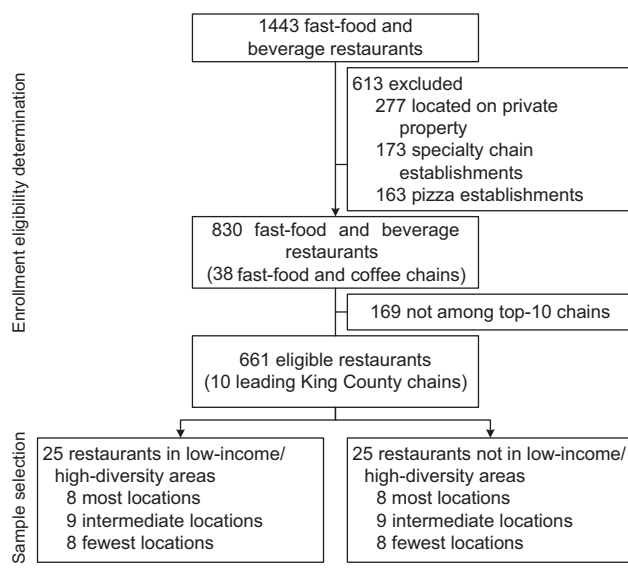 1443 fast-food and
beverage restaurants
613 excluded
277 located on private
property
173 specialty chain
establishments
163 pizza establishments
Enrollment eligibility determination
830 fast-food and beverage
restaurants
(38 fast-food and coffee chains)
169 not among top-10 chains
661 eligible restaurants
(10 leading King County chains)
Sample selection
25 restaurants in low-income/
high-diversity areas
8 most locations
9 intermediate locations
8 fewest locations
25 restaurants not in low-income/
high-diversity areas
8 most locations
9 intermediate locations
8 fewest locations